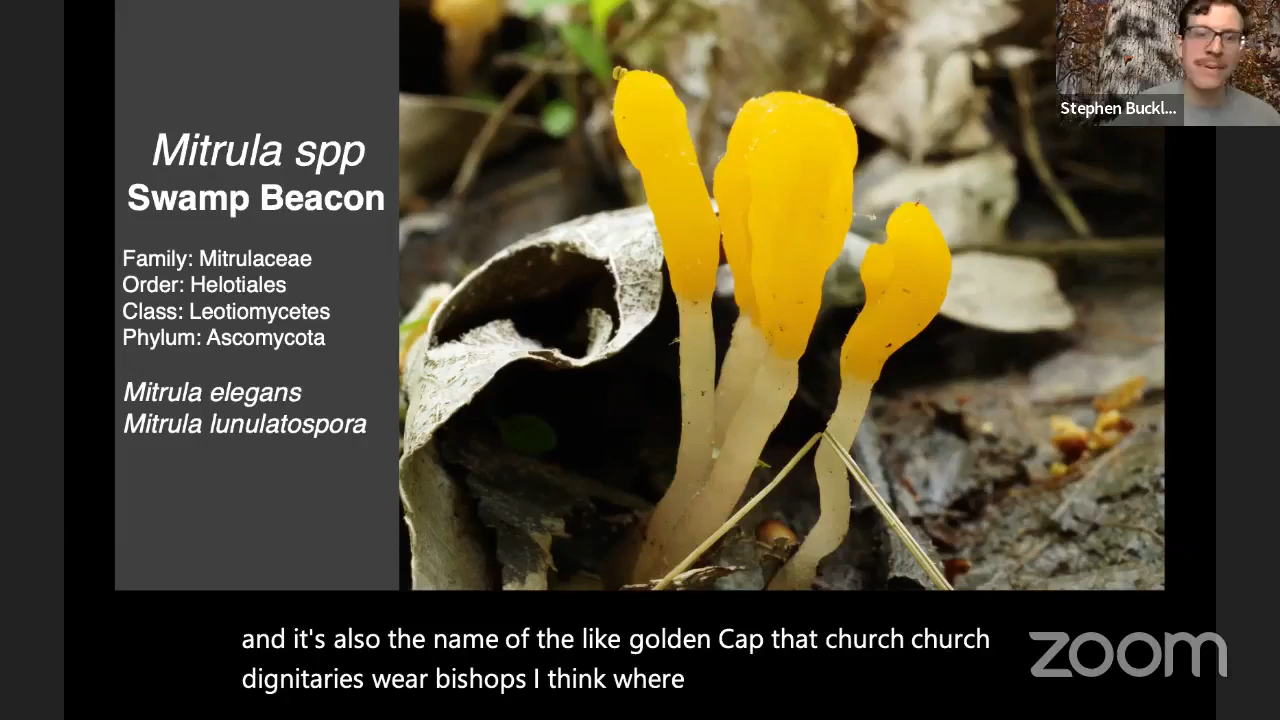 Mitrula spp
Swamp Beacon
Family: Mitrulaceae
Order: Helotiales
Class: Leotiomycetes
Phylum: Ascomycota
Mitrula elegans
Mitrula lunulatospora
Stephen Buckl...
and it's also the name of the like golden Cap that church church
dignitaries wear bishops I think where
zoom